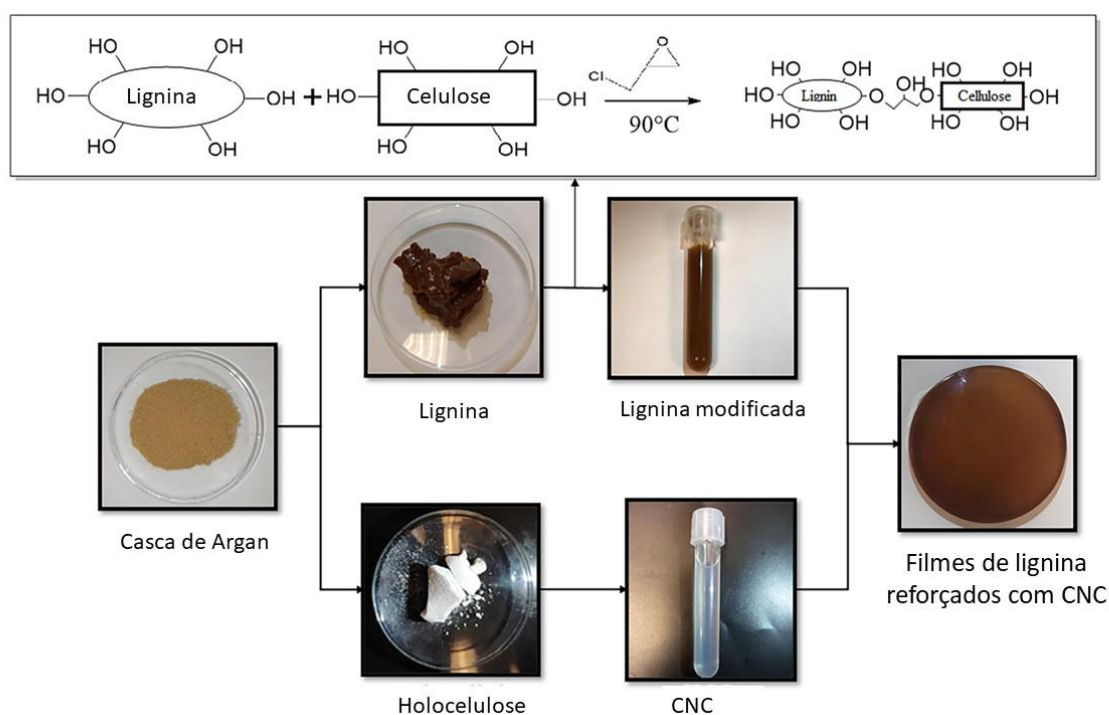 HO OH HO OH
HO Lignina OH + HO Celulose OH
HO OH HO OH
Cl O
90°C
HO OH HO OH
HO Lignin O OH O Cellulose OH
HO OH HO OH
Lignina
Lignina modificada
Casca de Argan
Filmes de lignina
reforçados com CNC
Holocelulose
CNC